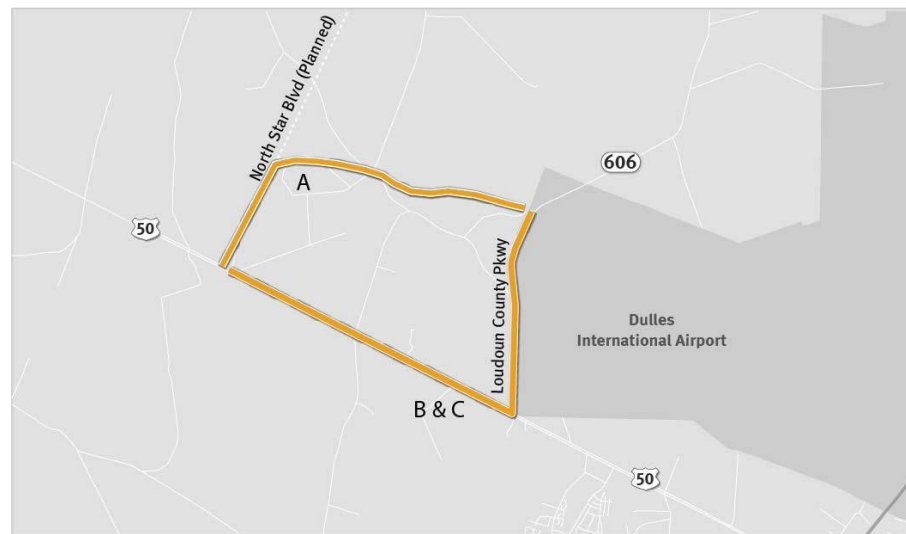 North Star Blvd (Planned)
606
A
50
Loudoun County Pkwy
Dulles
International Airport
B & C
50